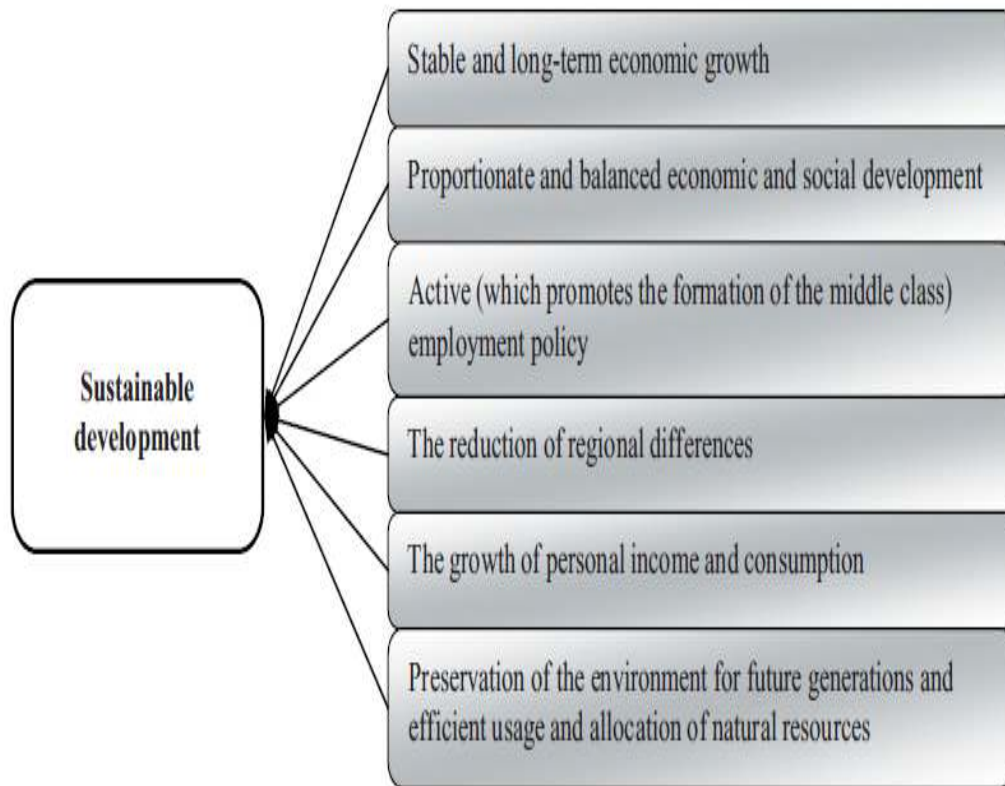 Stable and long-term economic growth
Proportionate and balanced economic and social development
Active (which promotes the formation of the middle class)
employment policy
Sustainable
development
The reduction of regional differences
The growth of personal income and consumption
Preservation of the environment for future generations and
efficient usage and allocation of natural resources